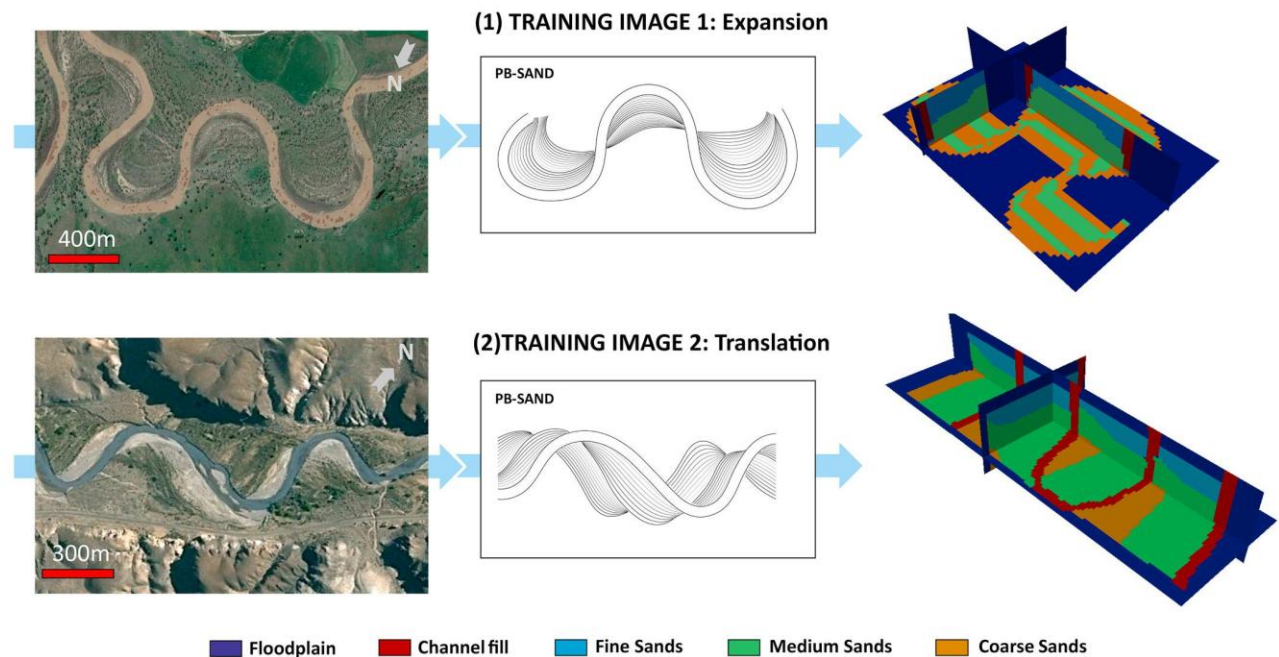 (1) TRAINING IMAGE 1: Expansion
N
400m
PB-SAND
(2)TRAINING IMAGE 2: Translation
N
300m
PB-SAND
Floodplain
Channel fill
Fine Sands
Medium Sands
Coarse Sands